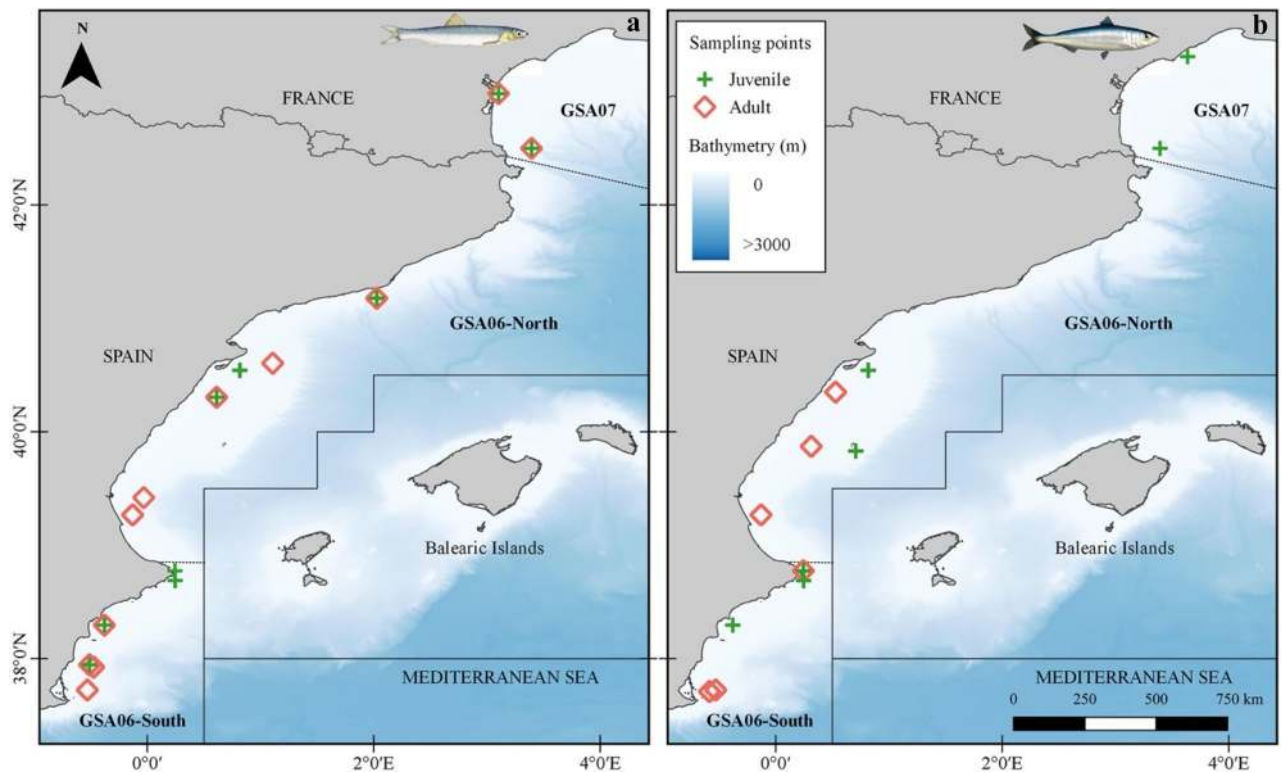 a
N
FRANCE
GSA07
42°0'N
GSA06-North
SPAIN
40°0'N
Balearic Islands
38°0'N
MEDITERRANEAN SEA
GSA06-South
0°0'
2°0'E
4°0'E
b
Sampling points
Juvenile
Adult
Bathymetry (m)
0
>3000
FRANCE
GSA07
GSA06-North
SPAIN
Balearic Islands
MEDITERRANEAN SEA
0 250 500 750 km
GSA06-South
0°0'
2°0'E
4°0'E